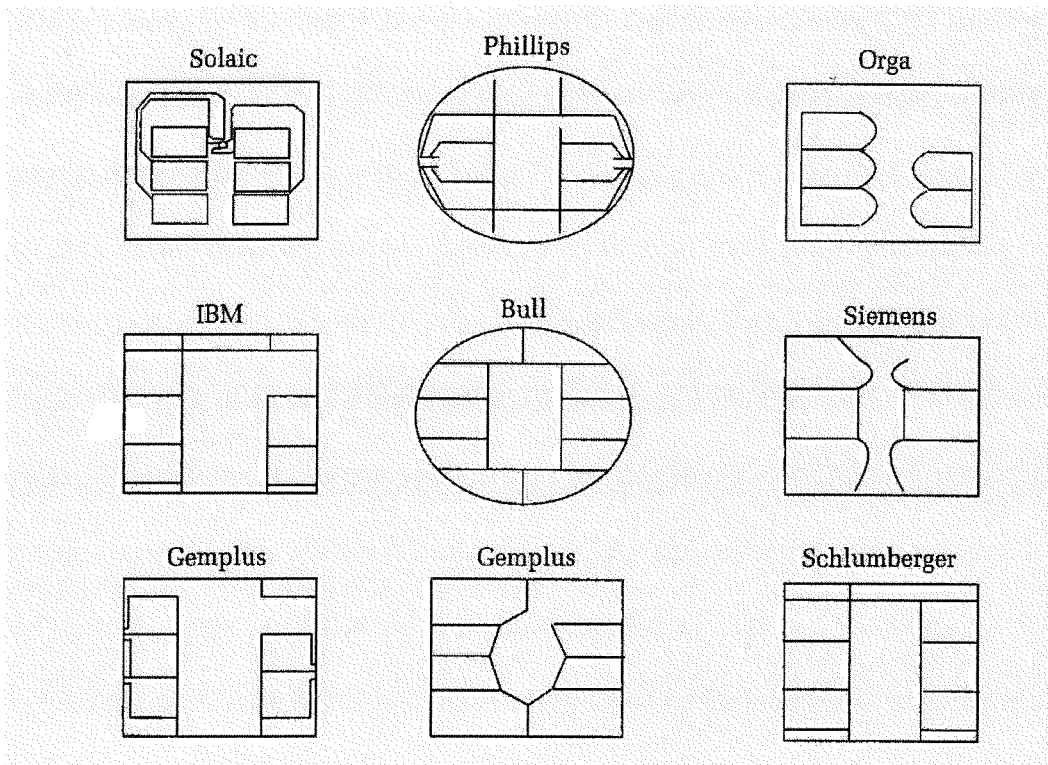 Solaic
Phillips
Orga
IBM
Bull
Siemens
Gemplus
Gemplus
Schlumberger